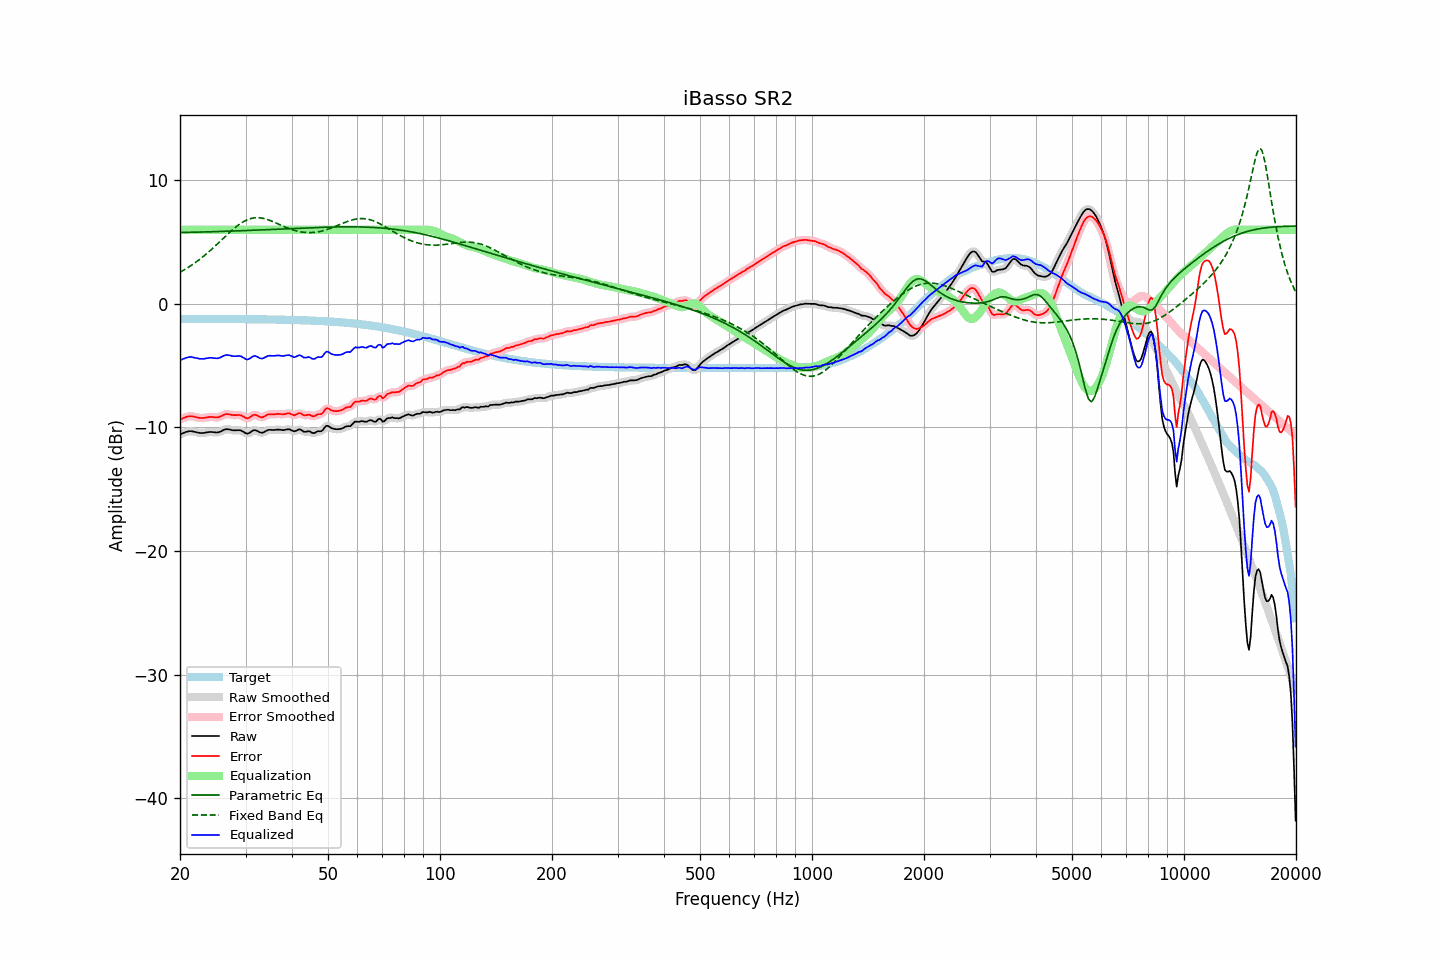 iBasso SR2
10
0
−10
−20
−30
−40
Amplitude (dBr)
Target
Raw Smoothed
Error Smoothed
Raw
Error
Equalization
Parametric Eq
Fixed Band Eq
Equalized
20 50 100 200 500 1000 2000 5000 10000 20000
Frequency (Hz)